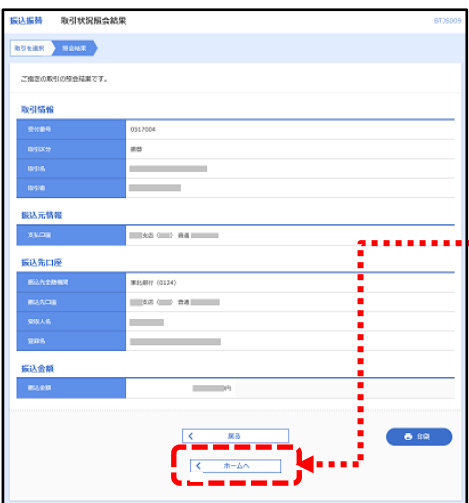 振込振替 取引状況照会結果 BTJS009
取引を選択 照会結果
ご指定の取引の照会結果です。
取引情報
受付番号 0317004
取引区分 振替
取引名
取引者
振込元情報
支払口座 支店( ) 普通
振込先口座
振込先金融機関 東北銀行 (0124)
振込先口座 支店( ) 普通
受取人名
登録名
振込金額
振込金額 円
戻る 印刷
ホームへ